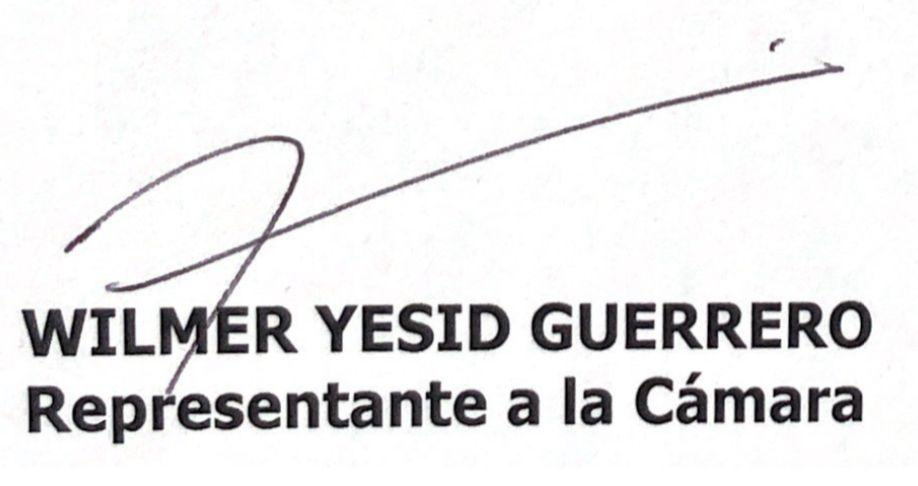 WILMER YESID GUERRERO
Representante a la Cámara